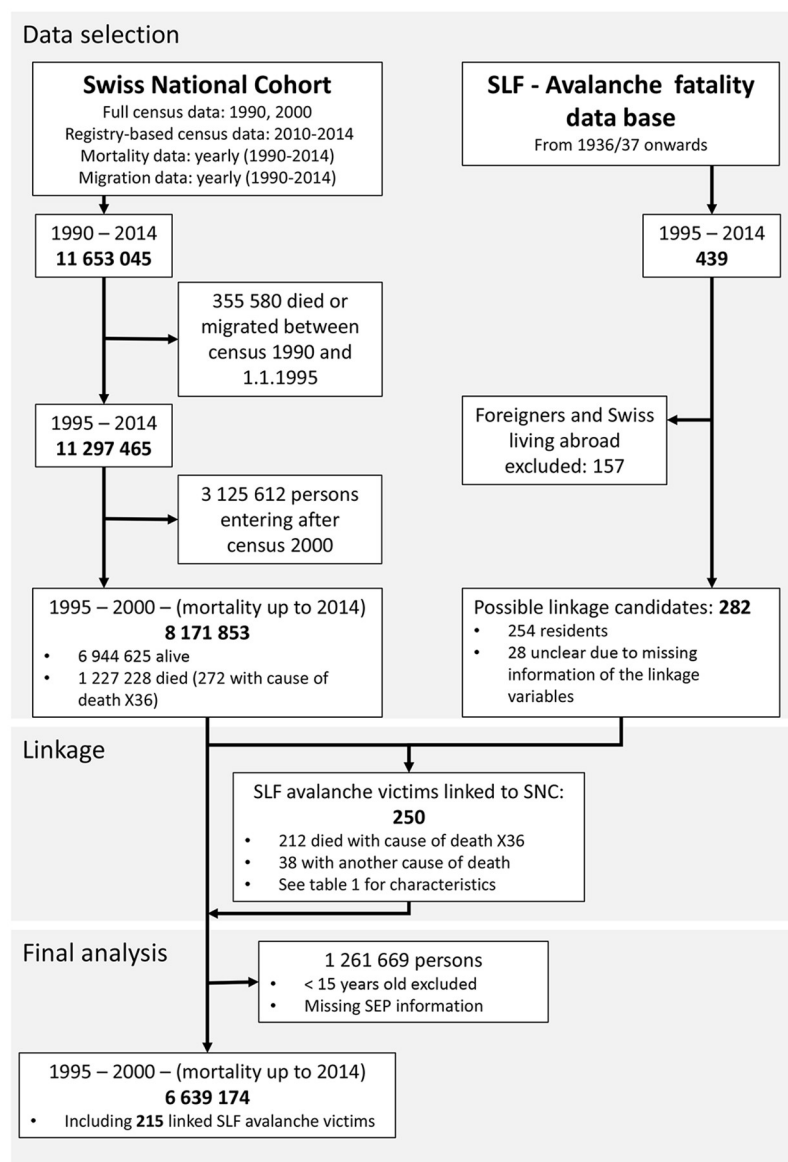 Data selection
Swiss National Cohort
Full census data: 1990, 2000
Registry-based census data: 2010-2014
Mortality data: yearly (1990-2014)
Migration data: yearly (1990-2014)
SLF - Avalanche fatality
data base
From 1936/37 onwards
1990 – 2014
11 653 045
1995 – 2014
439
355 580 died or
migrated between
census 1990 and
1.1.1995
1995 – 2014
11 297 465
Foreigners and Swiss
living abroad
excluded: 157
3 125 612 persons
entering after
census 2000
1995 – 2000 – (mortality up to 2014)
8 171 853
• 6 944 625 alive
• 1 227 228 died (272 with cause of
death X36)
Possible linkage candidates: 282
• 254 residents
• 28 unclear due to missing
information of the linkage
variables
Linkage
SLF avalanche victims linked to SNC:
250
• 212 died with cause of death X36
• 38 with another cause of death
• See table 1 for characteristics
Final analysis
1 261 669 persons
• < 15 years old excluded
• Missing SEP information
1995 – 2000 – (mortality up to 2014)
6 639 174
• Including 215 linked SLF avalanche victims